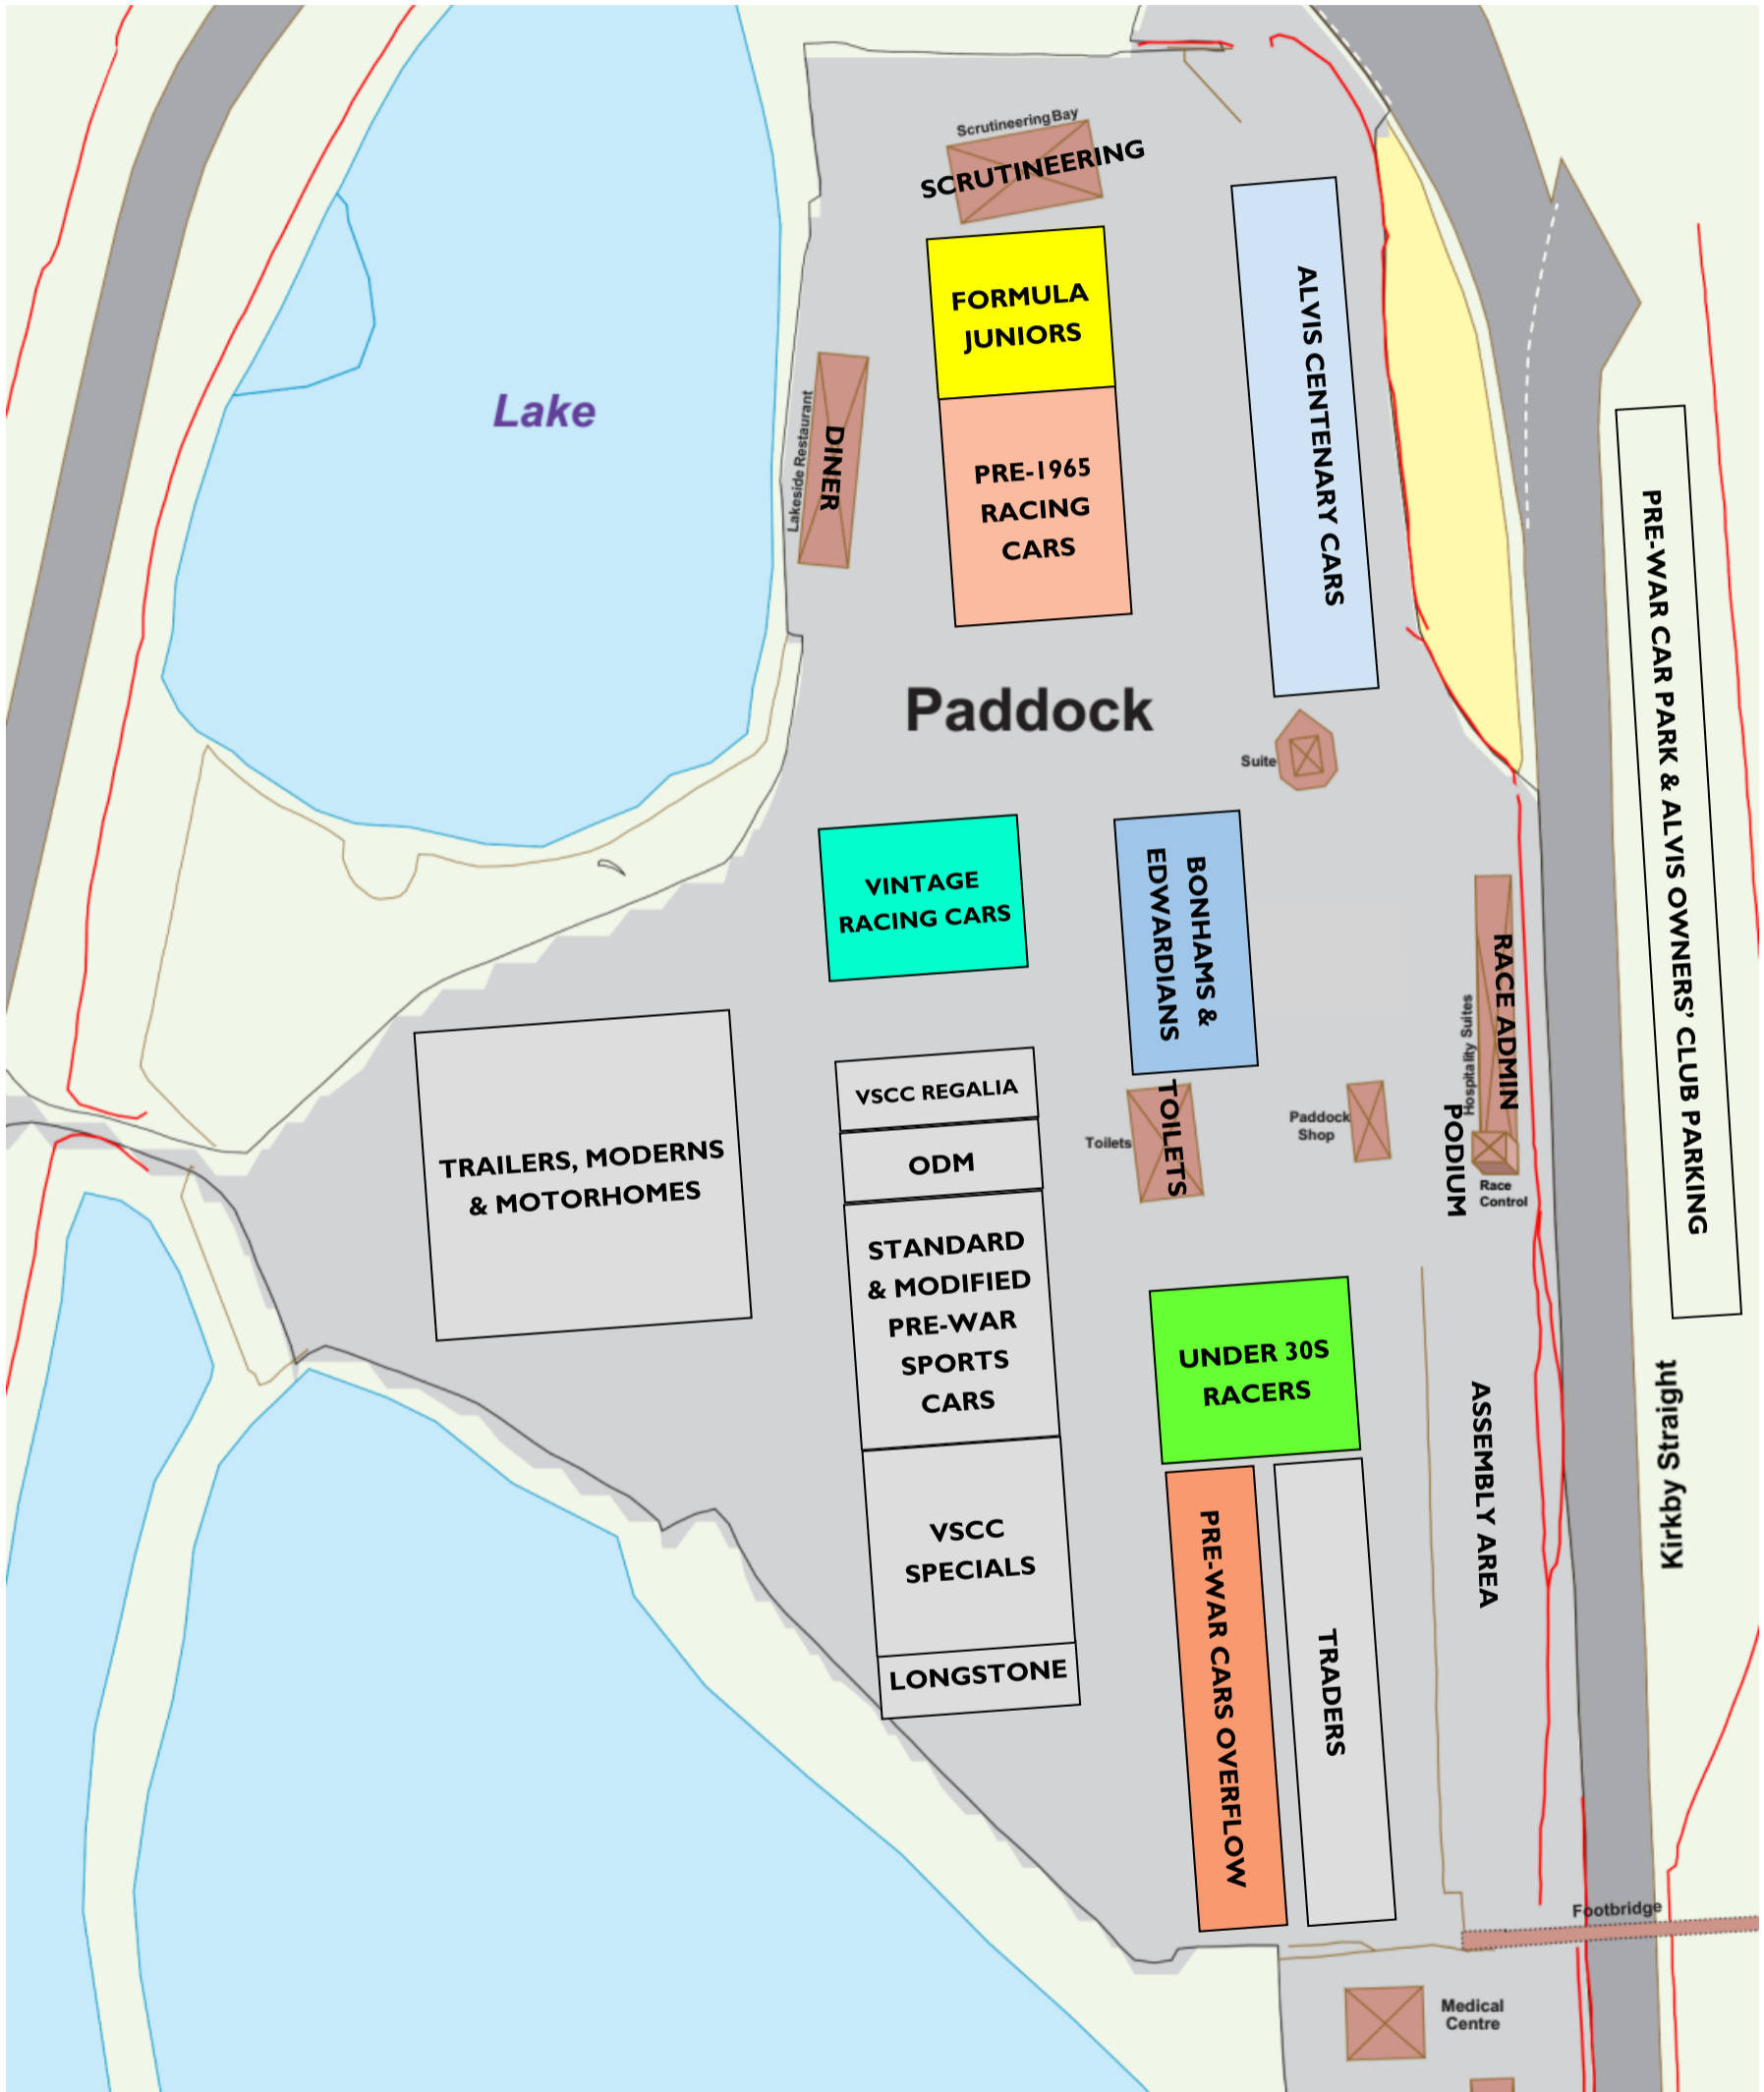 Scrutineering Bay
SCRUTINEERING
FORMULA
JUNIORS
ALVIS CENTENARY CARS
Lake
Lakeside Restaurant
DINER
PRE-1965
RACING
CARS
PRE-WAR CAR PARK & ALVIS OWNERS' CLUB PARKING
Paddock
Suite
VINTAGE
RACING CARS
BONHAMS &
EDWARDIANS
RACE ADMIN
Hospitality Suites
VSCC REGALIA
TOILETS
Toilets
Paddock
Shop
PODIUM
Race
Control
TRAILERS, MODERNS
& MOTORHOMES
ODM
STANDARD
& MODIFIED
PRE-WAR
SPORTS
CARS
UNDER 30S
RACERS
ASSEMBLY AREA
Kirkby Straight
VSCC
SPECIALS
PRE-WAR CARS OVERFLOW
TRADERS
LONGSTONE
Footbridge
Medical
Centre